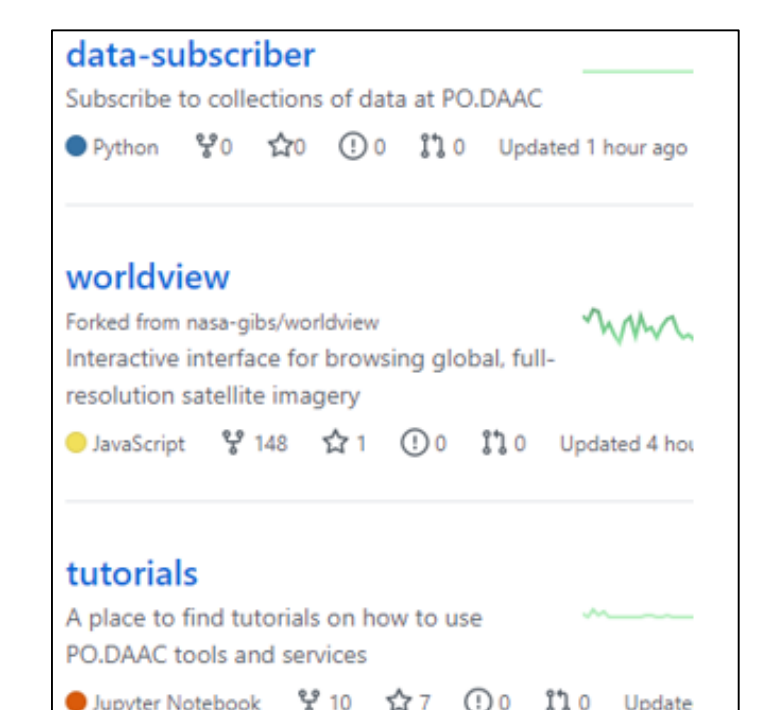 data-subscriber
Subscribe to collections of data at PO.DAAC
Python 0 0 0 0 Updated 1 hour ago
worldview
Forked from nasa-gibs/worldview
Interactive interface for browsing global, full-
resolution satellite imagery
JavaScript 148 1 0 0 Updated 4 hou
tutorials
A place to find tutorials on how to use
PO.DAAC tools and services
Jupyter Notebook 10 7 0 0 Update